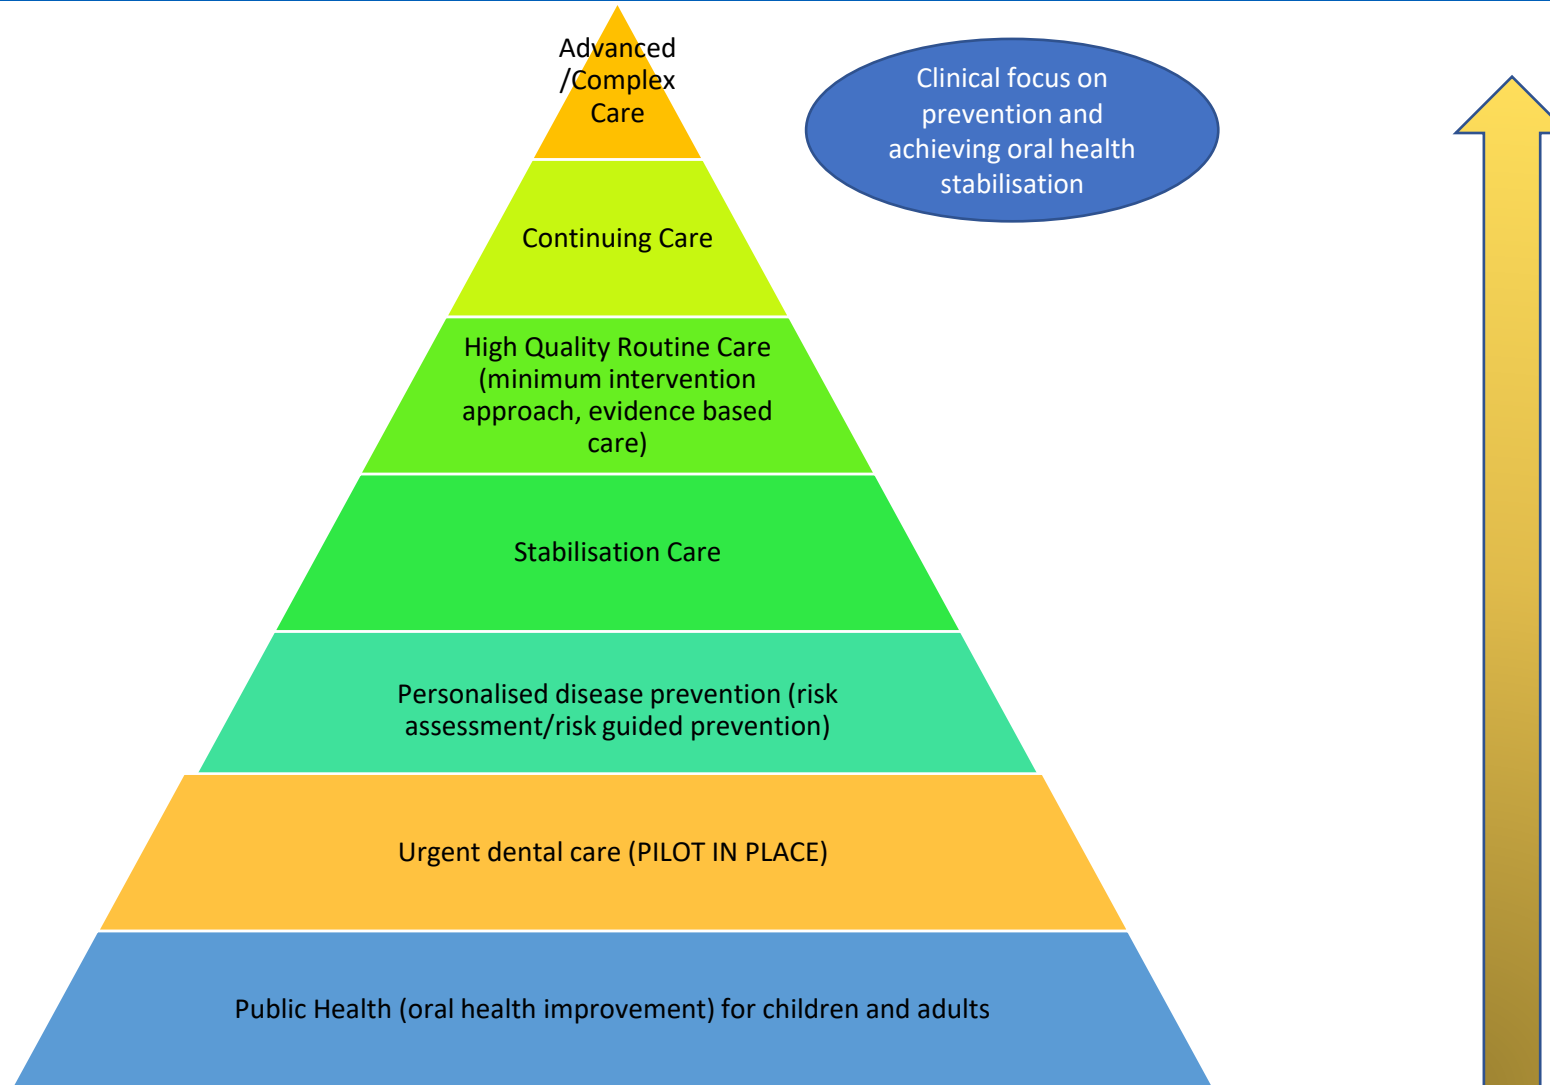 Advanced
/Complex
Care
Clinical focus on
prevention and
achieving oral health
stabilisation
Continuing Care
High Quality Routine Care
(minimum intervention
approach, evidence based
care)
Stabilisation Care
Personalised disease prevention (risk
assessment/risk guided prevention)
Urgent dental care (PILOT IN PLACE)
Public Health (oral health improvement) for children and adults